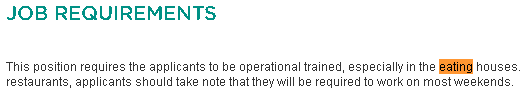 JOB REQUIREMENTS
This position requires the applicants to be operational trained, especially in the eating houses.
restaurants, applicants should take note that they will be required to work on most weekends.